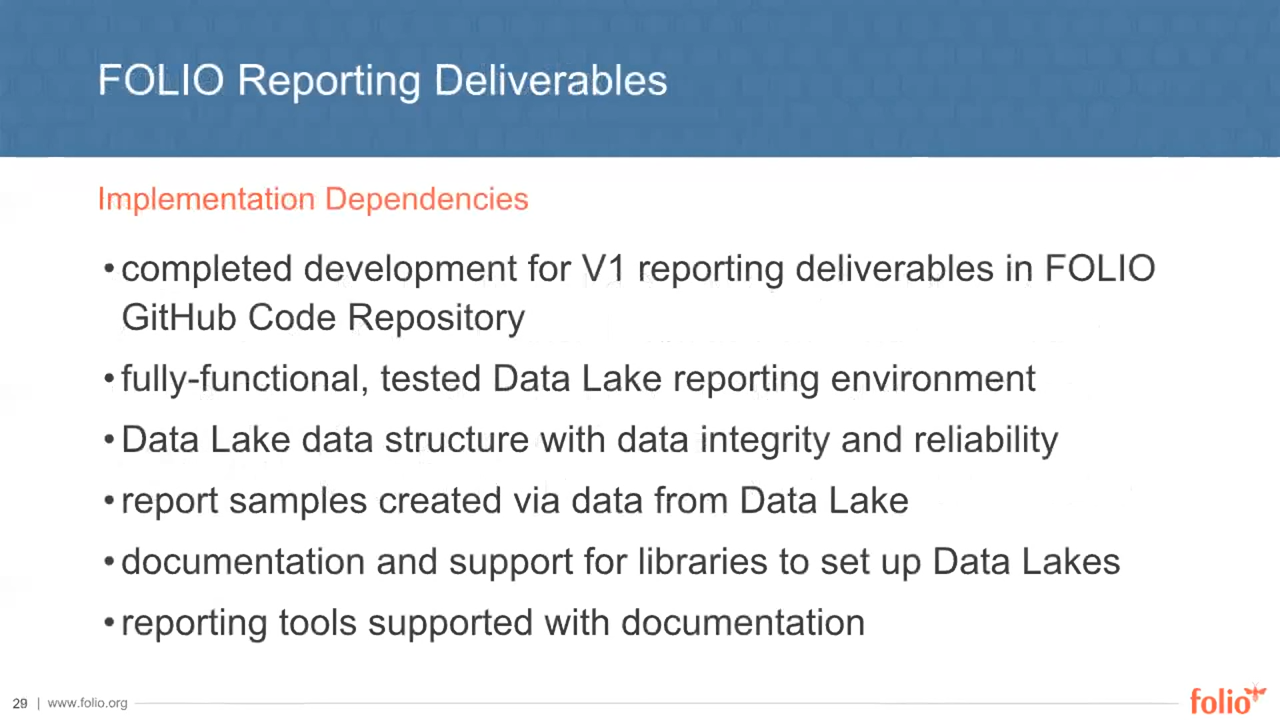 FOLIO Reporting Deliverables
Implementation Dependencies
•completed development for V1 reporting deliverables in FOLIO
GitHub Code Repository
•fully-functional, tested Data Lake reporting environment
•Data Lake data structure with data integrity and reliability
•report samples created via data from Data Lake
•documentation and support for libraries to set up Data Lakes
•reporting tools supported with documentation
29 | www.folio.org
folio